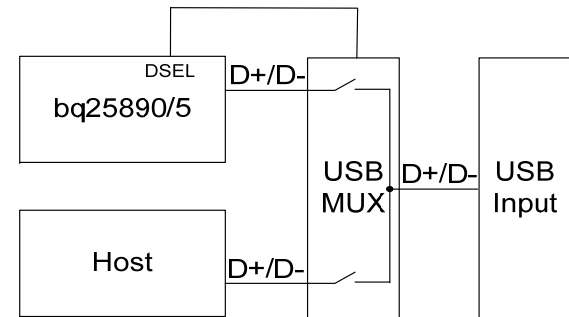 DSEL
bq25890/5
D+/D-
USB
MUX
D+/D-
USB
Input
Host
D+/D-